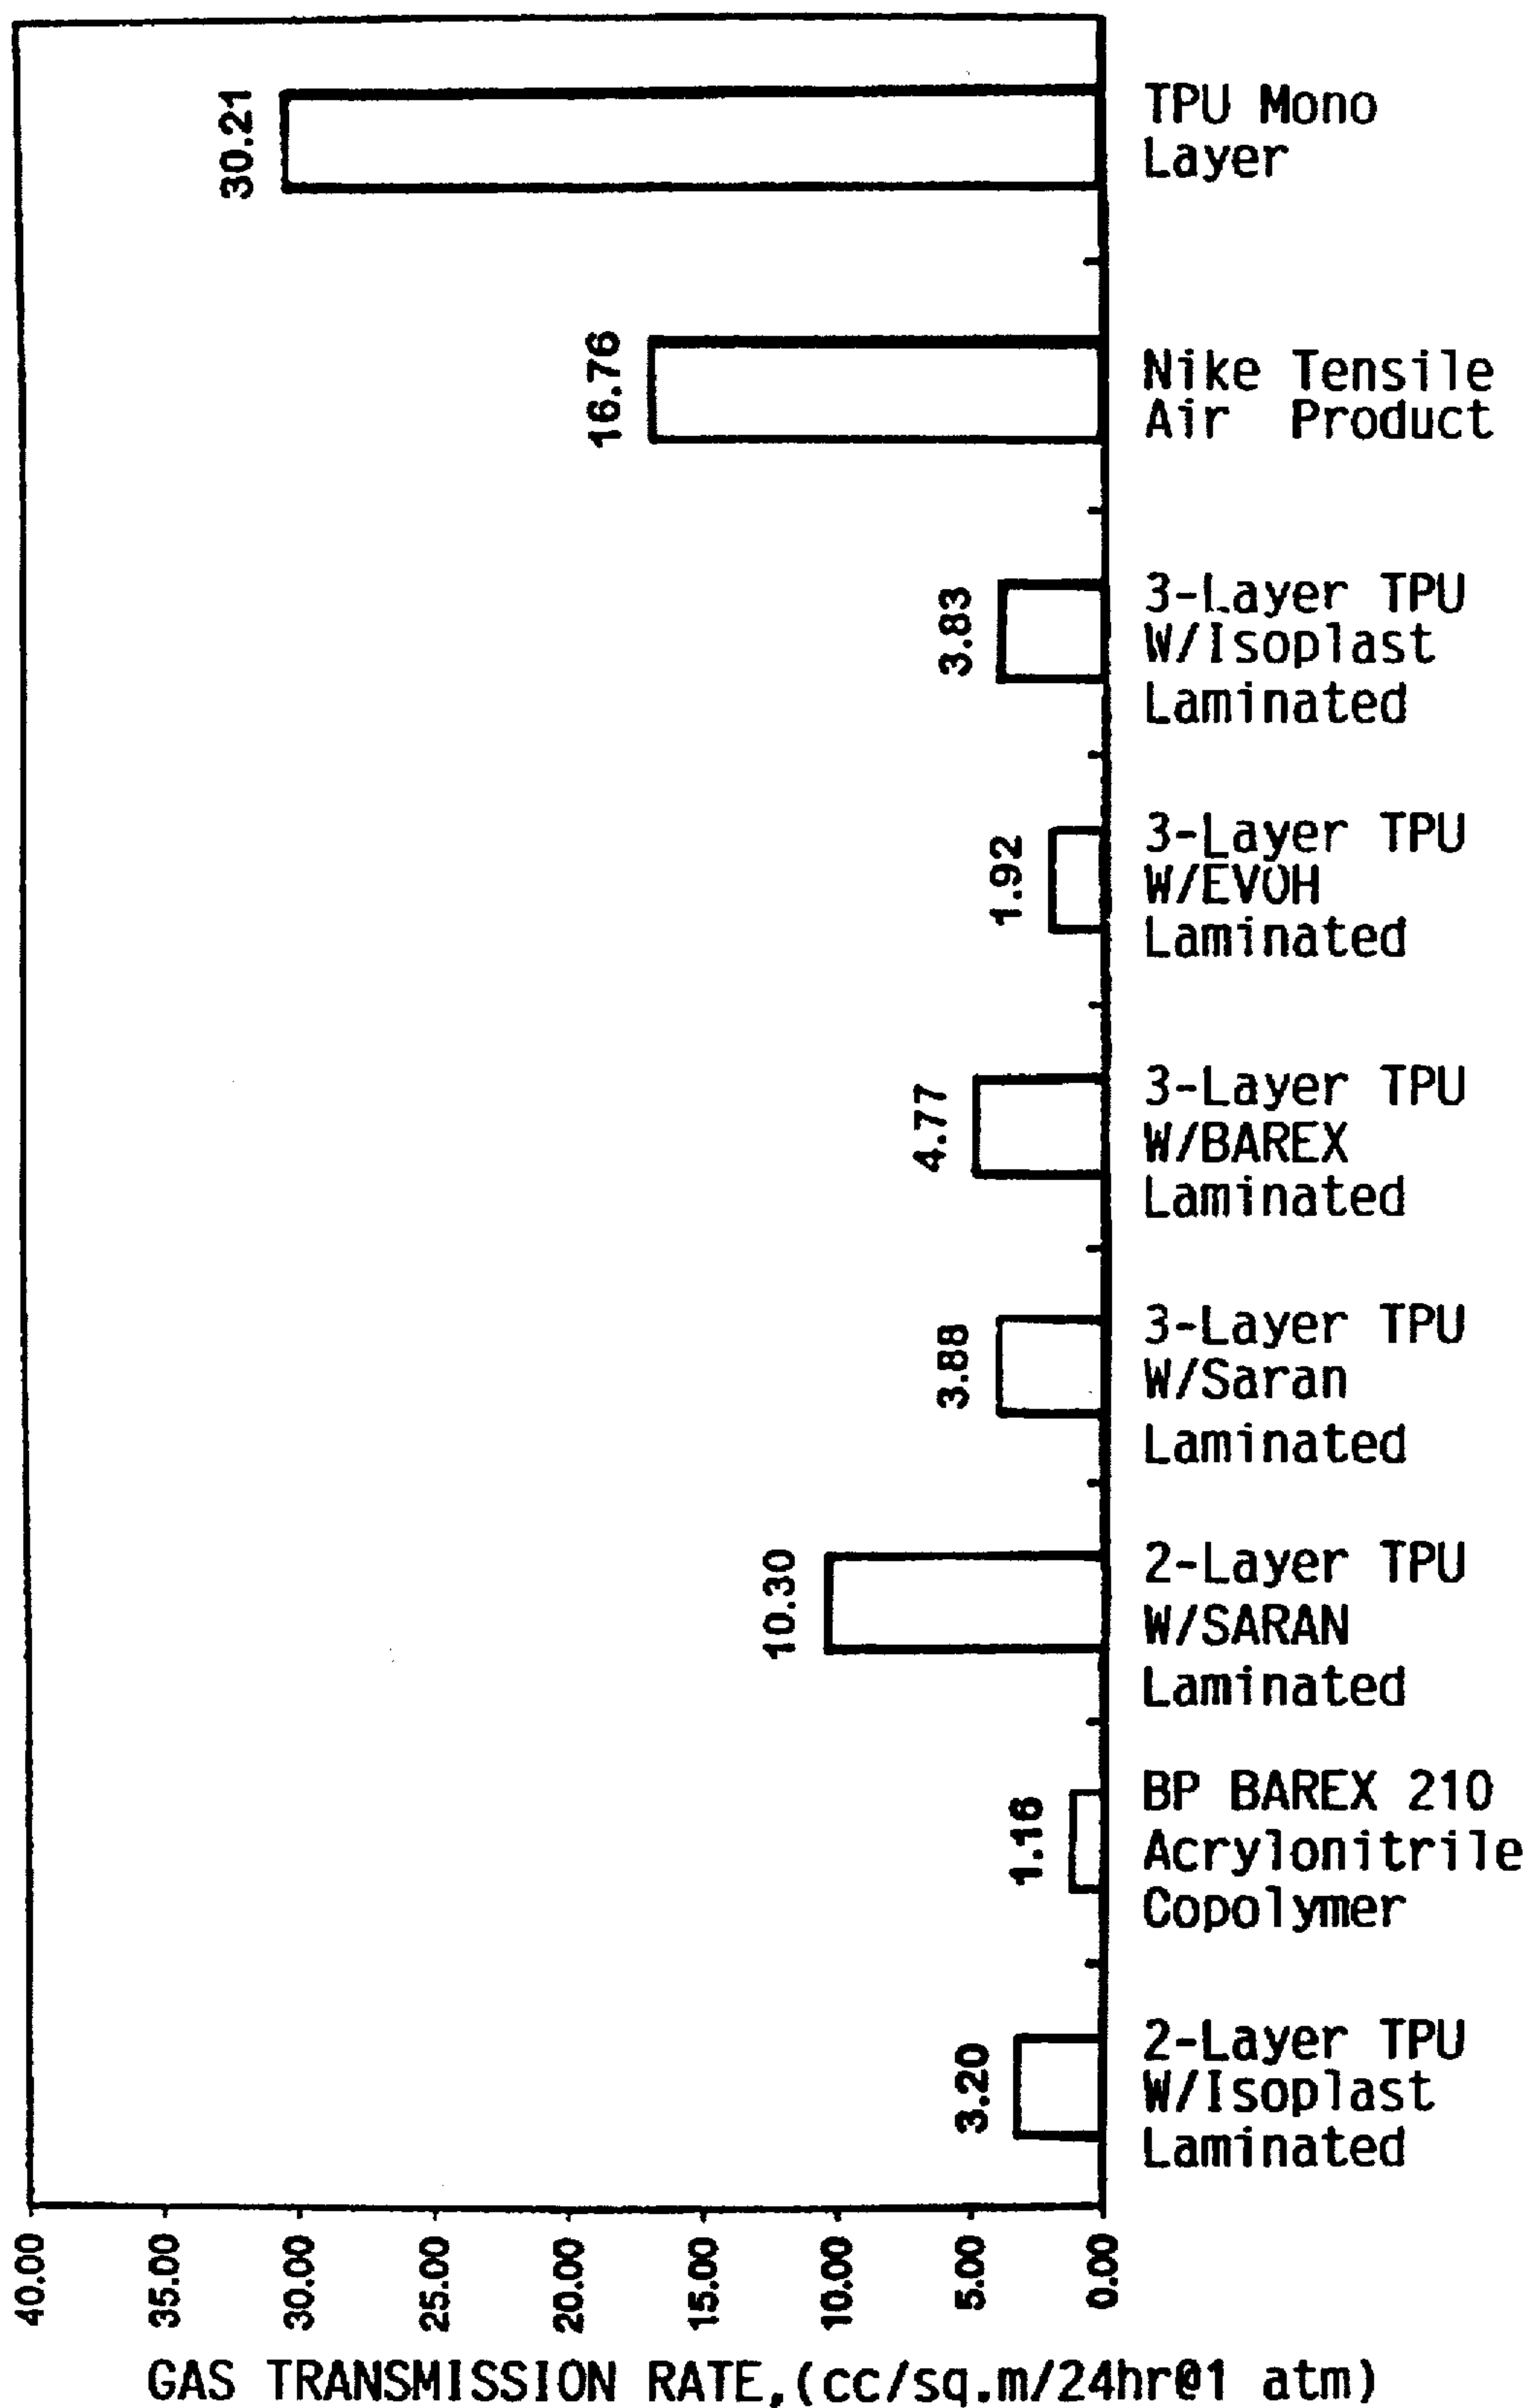 30.21
TPU Mono
Layer
16.76
Nike Tensile
Air Product
3.83
3-Layer TPU
W/Isoplast
Laminated
1.92
3-Layer TPU
W/EVOH
Laminated
4.77
3-Layer TPU
W/BAREX
Laminated
3.88
3-Layer TPU
W/Saran
Laminated
10.30
2-Layer TPU
W/SARAN
Laminated
1.16
BP BAREX 210
Acrylonitrile
Copolymer
3.20
2-Layer TPU
W/Isoplast
Laminated
40.00
35.00
30.00
25.00
20.00
15.00
10.00
5.00
0.00
GAS TRANSMISSION RATE,(cc/sq.m/24hr@1 atm)